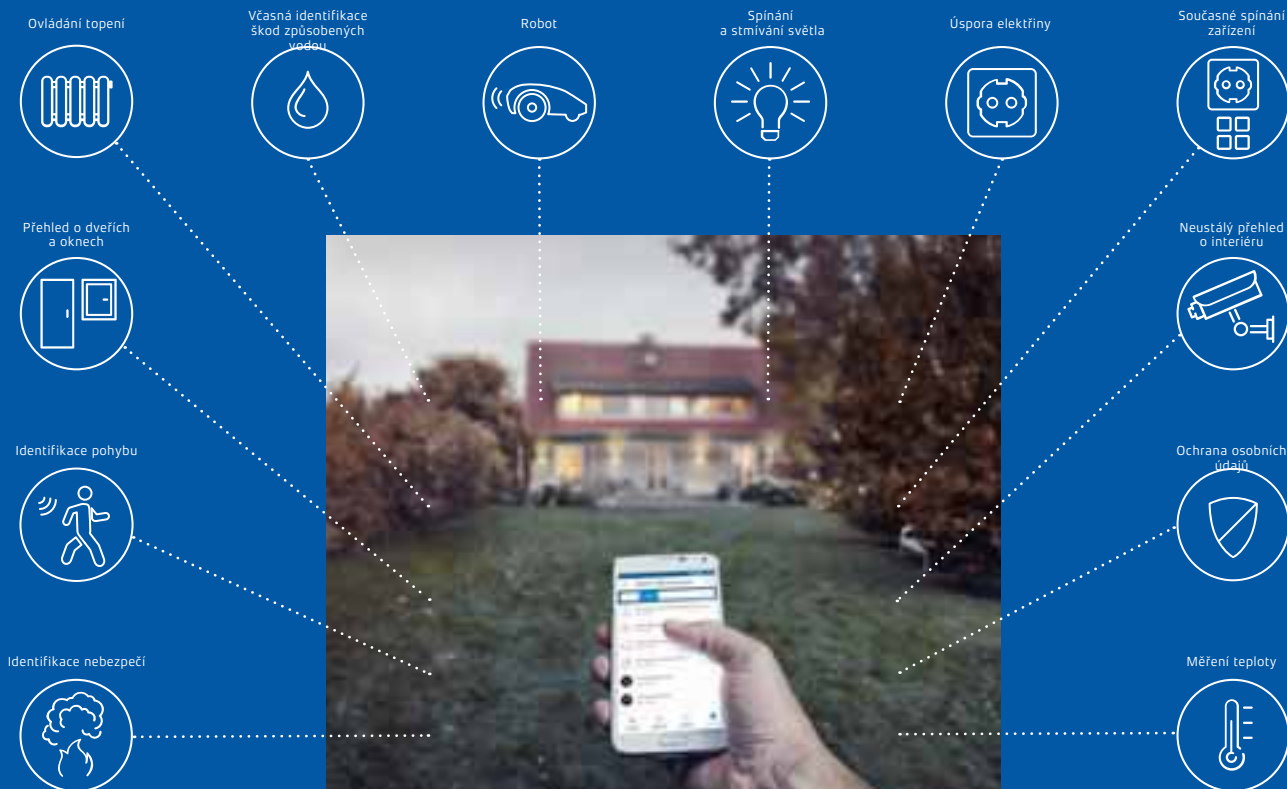 Ovládání topení
Včasná identifikace
škod způsobených
vodou
Robot
Spínání
a stmívání světla
Úspora elektřiny
Současné spínání
zařízení
Přehled o dveřích
a oknech
Neustálý přehled
o interiéru
Identifikace pohybu
Ochrana osobních
údajů
Identifikace nebezpečí
Měření teploty